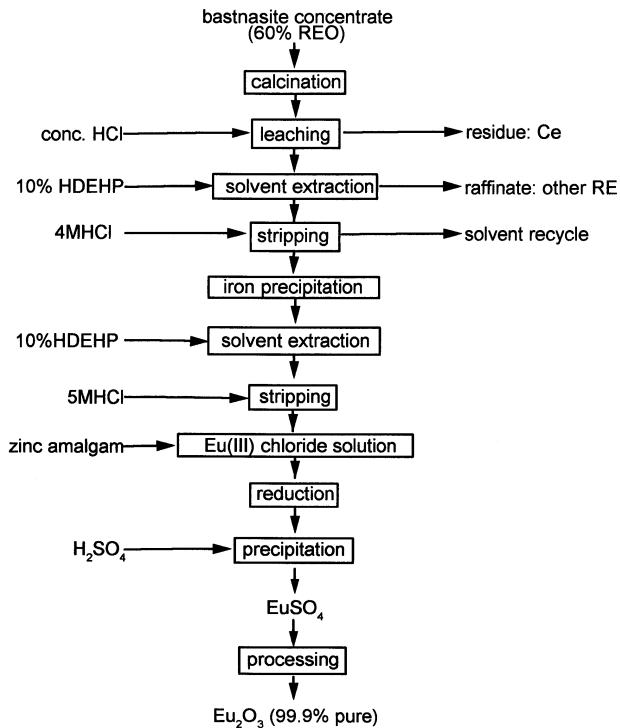 bastnasite concentrate
(60% REO)
calcination
conc. HCl
leaching
residue: Ce
10% HDEHP
solvent extraction
raffinate: other RE
4MHCl
stripping
solvent recycle
iron precipitation
10%HDEHP
solvent extraction
5MHCl
stripping
zinc amalgam
Eu(III) chloride solution
reduction
H₂SO₄
precipitation
EuSO₄
processing
Eu₂O₃ (99.9% pure)